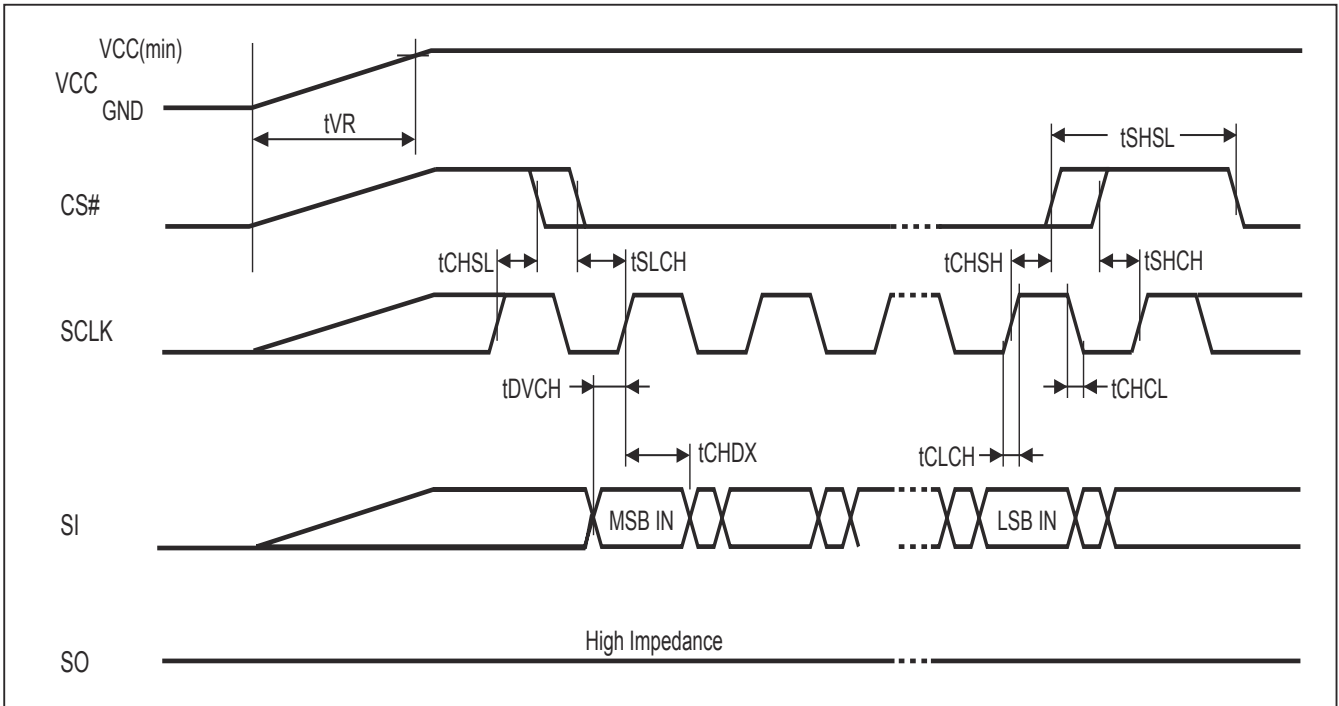 VCC(min)
VCC
GND
tVR
tSHSL
CS#
tCHSL
tSLCH
tCHSH
tSHCH
SCLK
tDVCH
tCHCL
tCHDX
tCLCH
SI
MSB IN
LSB IN
High Impedance
SO